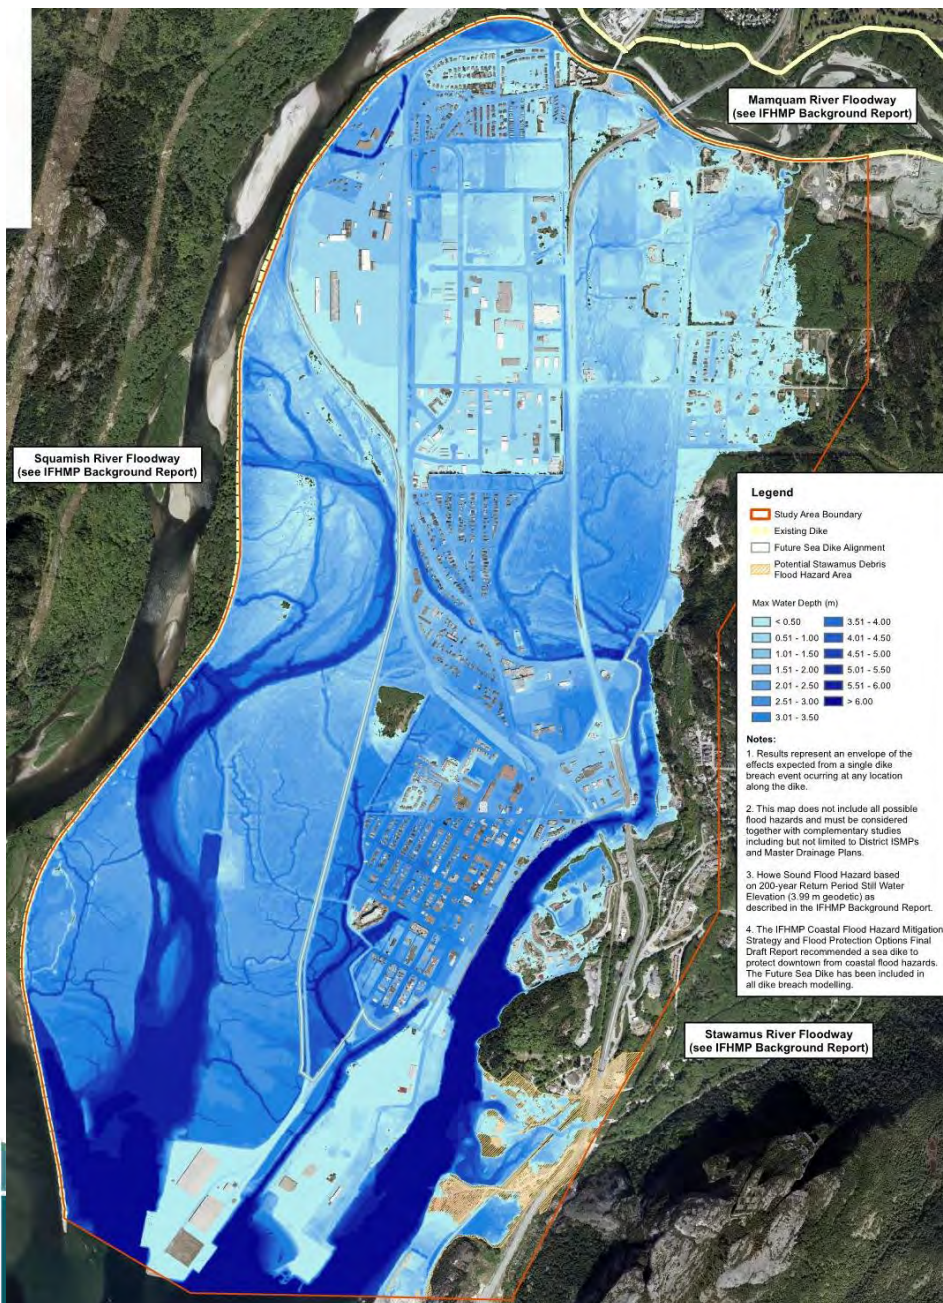 Mamquam River Floodway
(see IFHMP Background Report)
Squamish River Floodway
(see IFHMP Background Report)
Legend
Study Area Boundary
Existing Dike
Future Sea Dike Alignment
Potential Stawamus Debris
Flood Hazard Area
Max Water Depth (m)
< 0.50
0.51 - 1.00
1.01 - 1.50
1.51 - 2.00
2.01 - 2.50
2.51 - 3.00
3.01 - 3.50
3.51 - 4.00
4.01 - 4.50
4.51 - 5.00
5.01 - 5.50
5.51 - 6.00
> 6.00
Notes:
1. Results represent an envelope of the
effects expected from a single dike
breach event ocurring at any location
along the dike.
2. This map does not include all possible
flood hazards and must be considered
together with complementary studies
including but not limited to District ISMPs
and Master Drainage Plans.
3. Howe Sound Flood Hazard based
on 200-year Return Period Still Water
Elevation (3.99 m geodetic) as
described in the IFHMP Background Report.
4. The IFHMP Coastal Flood Hazard Mitigation
Strategy and Flood Protection Options Final
Draft Report recommended a sea dike to
protect downtown from coastal flood hazards.
The Future Sea Dike has been included in
all dike breach modelling.
Stawamus River Floodway
(see IFHMP Background Report)